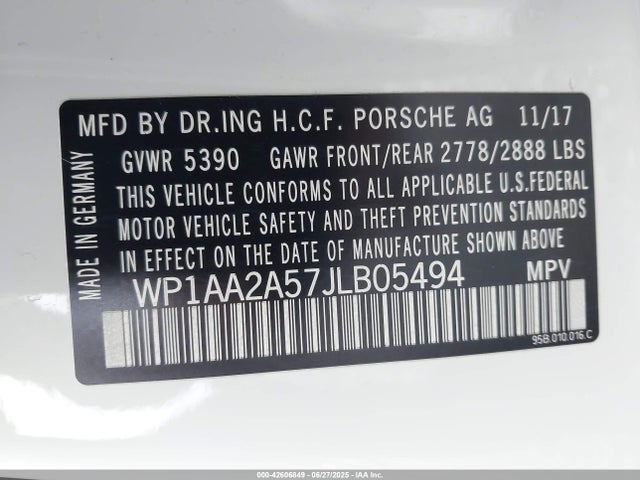 MFD BY DR.ING H.C.F. PORSCHE AG 11/17
GVWR 5390 GAWR FRONT/REAR 2778/2888 LBS
THIS VEHICLE CONFORMS TO ALL APPLICABLE U.S.FEDERAL
MOTOR VEHICLE SAFETY AND THEFT PREVENTION STANDARDS
IN EFFECT ON THE DATE OF MANUFACTURE SHOWN ABOVE
WP1AA2A57JLB05494 MPV
MADE IN GERMANY
95B.010.016.C
000-42606849 | 06/27/2025 | IAA Inc.